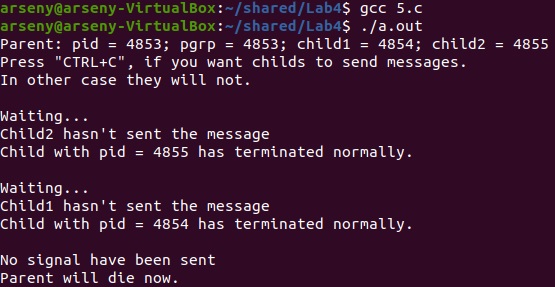 arseny@arseny-VirtualBox:~/shared/Lab4$ gcc 5.c
arseny@arseny-VirtualBox:~/shared/Lab4$ ./a.out
Parent: pid = 4853; pgrp = 4853; child1 = 4854; child2 = 4855
Press "CTRL+C", if you want childs to send messages.
In other case they will not.

Waiting...
Child2 hasn't sent the message
Child with pid = 4855 has terminated normally.

Waiting...
Child1 hasn't sent the message
Child with pid = 4854 has terminated normally.

No signal have been sent
Parent will die now.